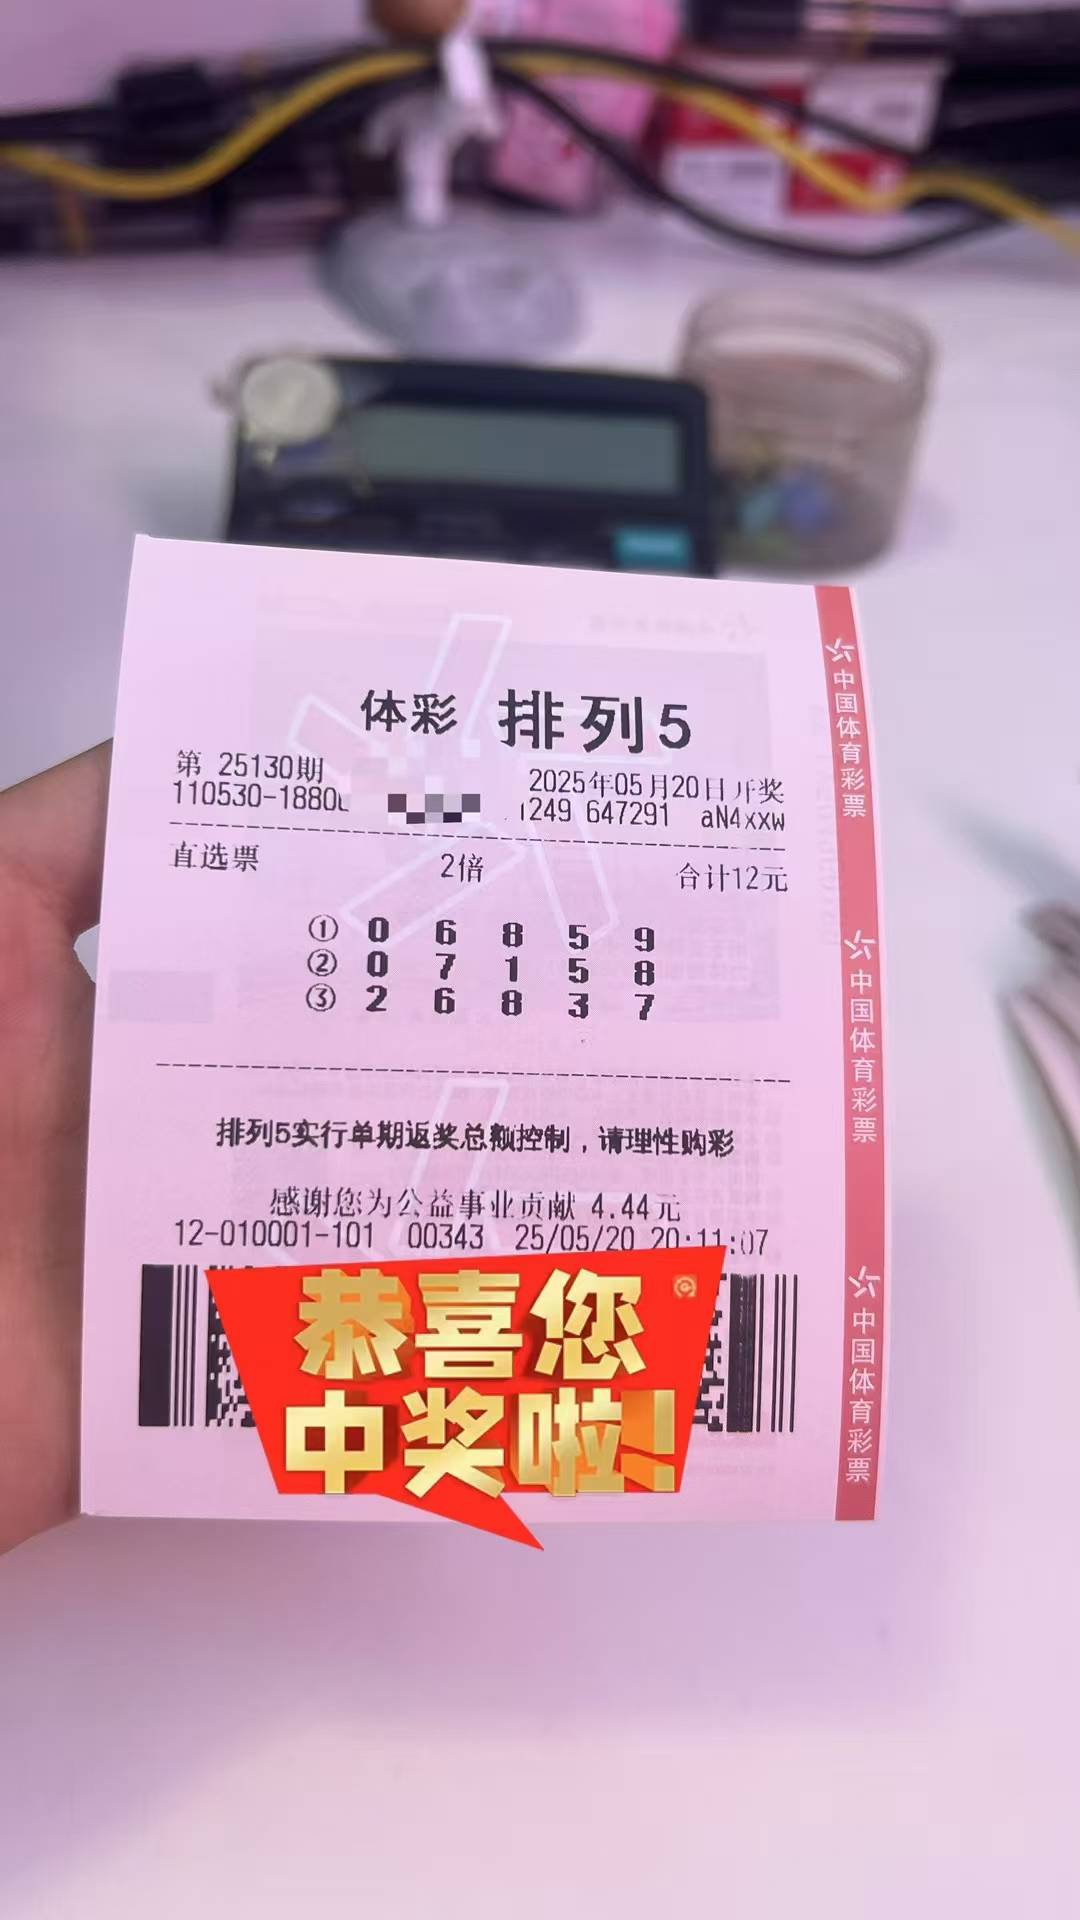 体彩 排列5
第 25130期 2025年05月20日开奖
110530-1880 1249 647291 aN4xxw
直选票 2倍 合计12元
① 0 6 8 5 9
② 0 7 1 5 8
③ 2 6 8 3 7
排列5实行单期返奖总额控制，请理性购彩
感谢您为公益事业贡献 4.44元
12-010001-101 00343 25/05/20 20:11:07
恭喜您
中奖啦！
中国体育彩票
中国体育彩票
中国体育彩票